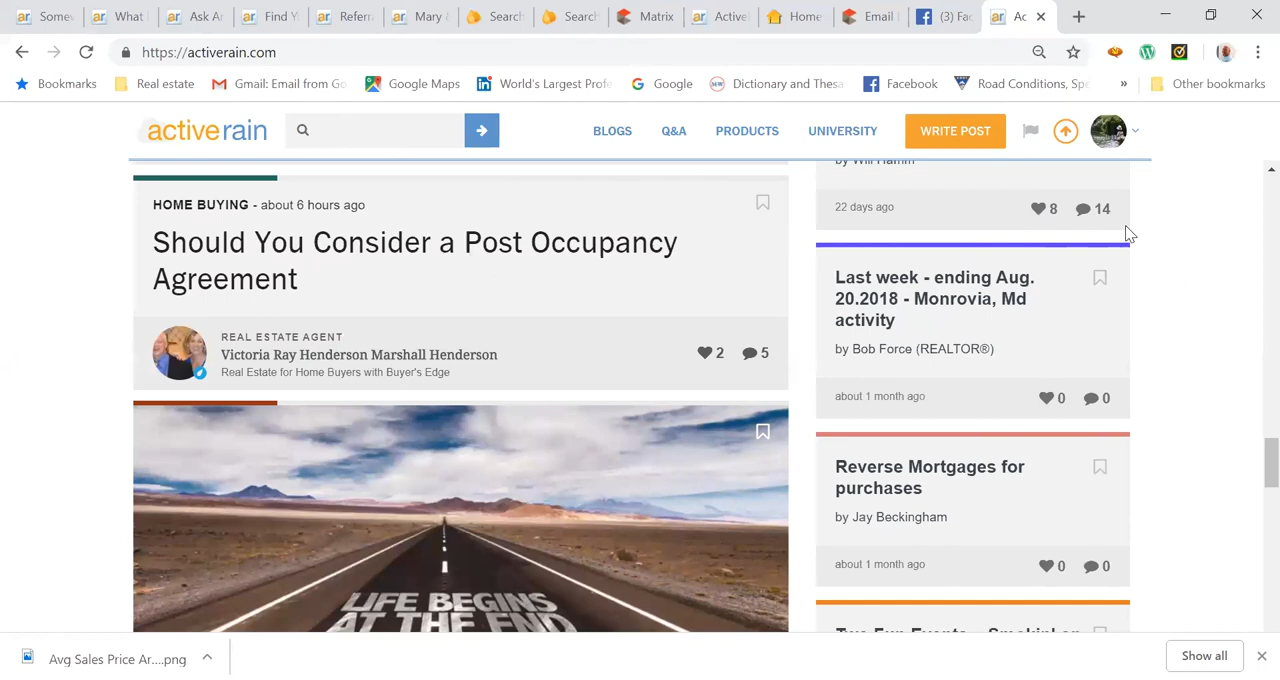 Somev
What
Ask Ar
Find Y
Referr
Mary
Search
Search
Matrix
Active
Home
Email
(3) Fac
Ac
https://activerain.com
Bookmarks
Real estate
Gmail: Email from Go
Google Maps
World's Largest Profe
Google
Dictionary and Thesa
Facebook
Road Conditions, Spe
»
Other bookmarks
activerain
BLOGS
Q&A
PRODUCTS
UNIVERSITY
WRITE POST
HOME BUYING - about 6 hours ago
Should You Consider a Post Occupancy
Agreement
REAL ESTATE AGENT
Victoria Ray Henderson Marshall Henderson
Real Estate for Home Buyers with Buyer's Edge
2 5
LIFE BEGINS
AT THE END
by Will Hamm
22 days ago 8 14
Last week - ending Aug.
20.2018 - Monrovia, Md
activity
by Bob Force (REALTOR®)
about 1 month ago 0 0
Reverse Mortgages for
purchases
by Jay Beckingham
about 1 month ago 0 0
Avg Sales Price Ar....png
Show all